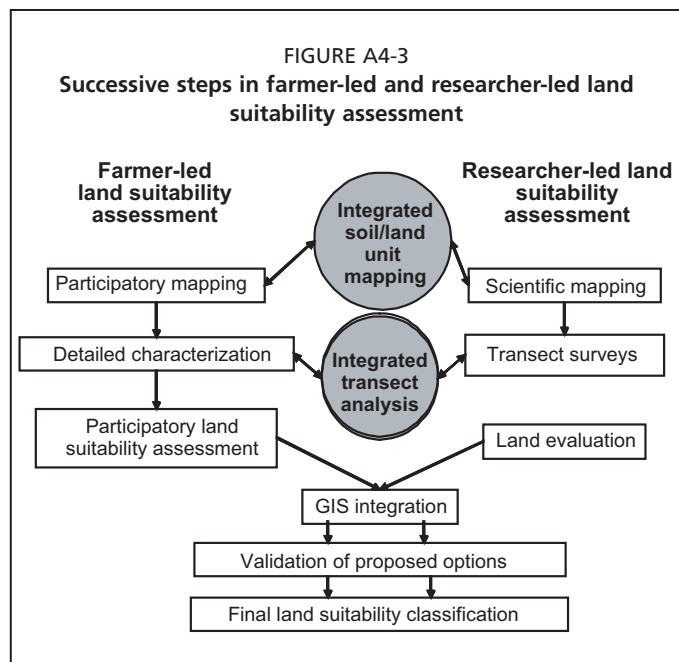 FIGURE A4-3
Successive steps in farmer-led and researcher-led land
suitability assessment
Farmer-led
land suitability
assessment
Researcher-led land
suitability
assessment
Integrated
soil/land
unit
mapping
Participatory mapping
Scientific mapping
Detailed characterization
Integrated
transect
analysis
Transect surveys
Participatory land
suitability assessment
Land evaluation
GIS integration
Validation of proposed options
Final land suitability classification